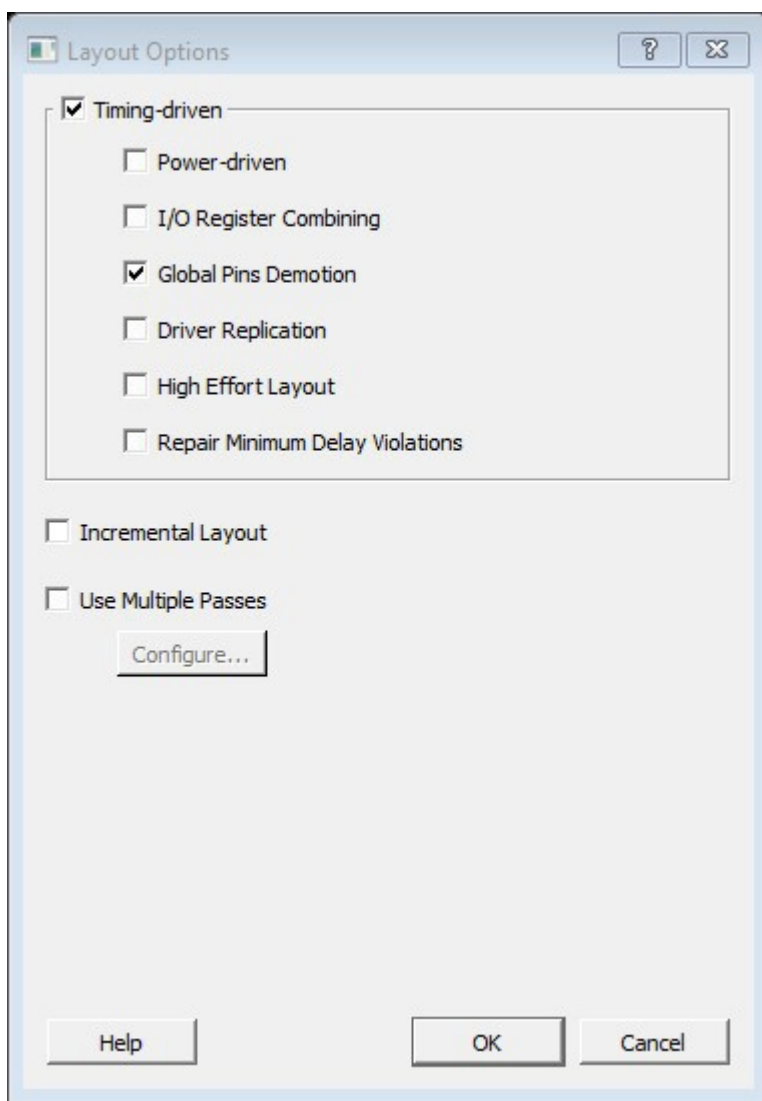 Layout Options
Timing-driven
Power-driven
I/O Register Combining
Global Pins Demotion
Driver Replication
High Effort Layout
Repair Minimum Delay Violations
Incremental Layout
Use Multiple Passes
Configure...
Help OK Cancel